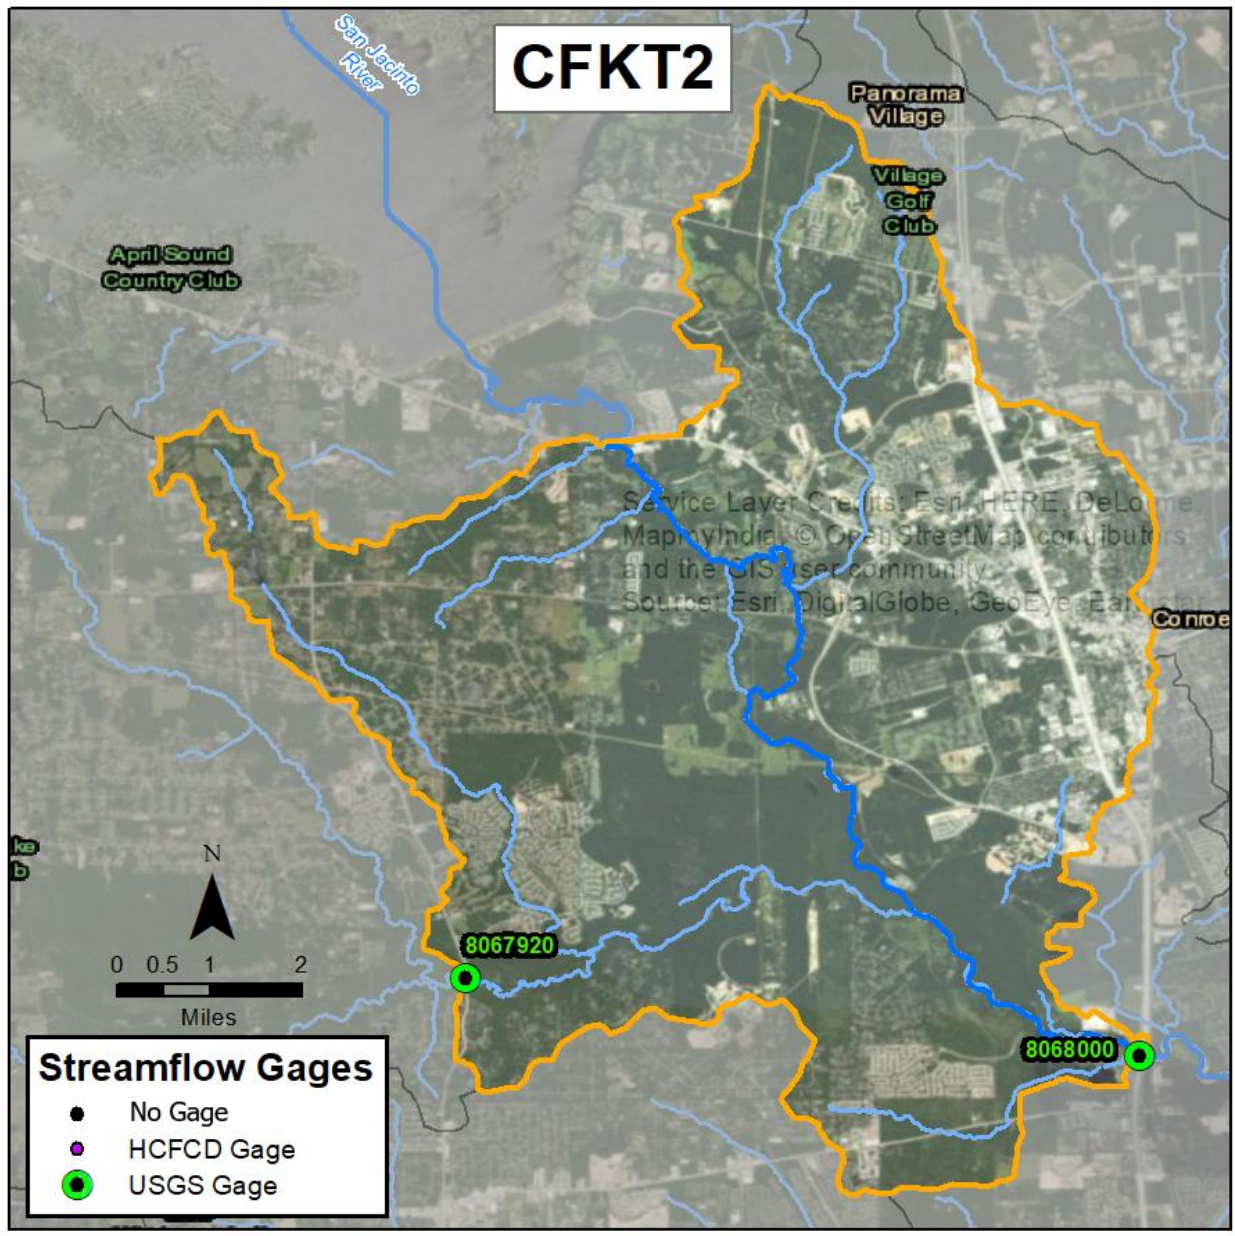 CFKT2
San Jacinto
River
Panorama
Village
Village
Golf
Club
April Sound
Country Club
Service Layer Credits: Esri, HERE, DeLorme,
MapmyIndia, © OpenStreetMap contributors,
and the GIS user community
Source: Esri, DigitalGlobe, GeoEye, Earthstar
Conroe
ke
b
N
8067920
0 0.5 1 2
Miles
8068000
Streamflow Gages
No Gage
HCFCD Gage
USGS Gage